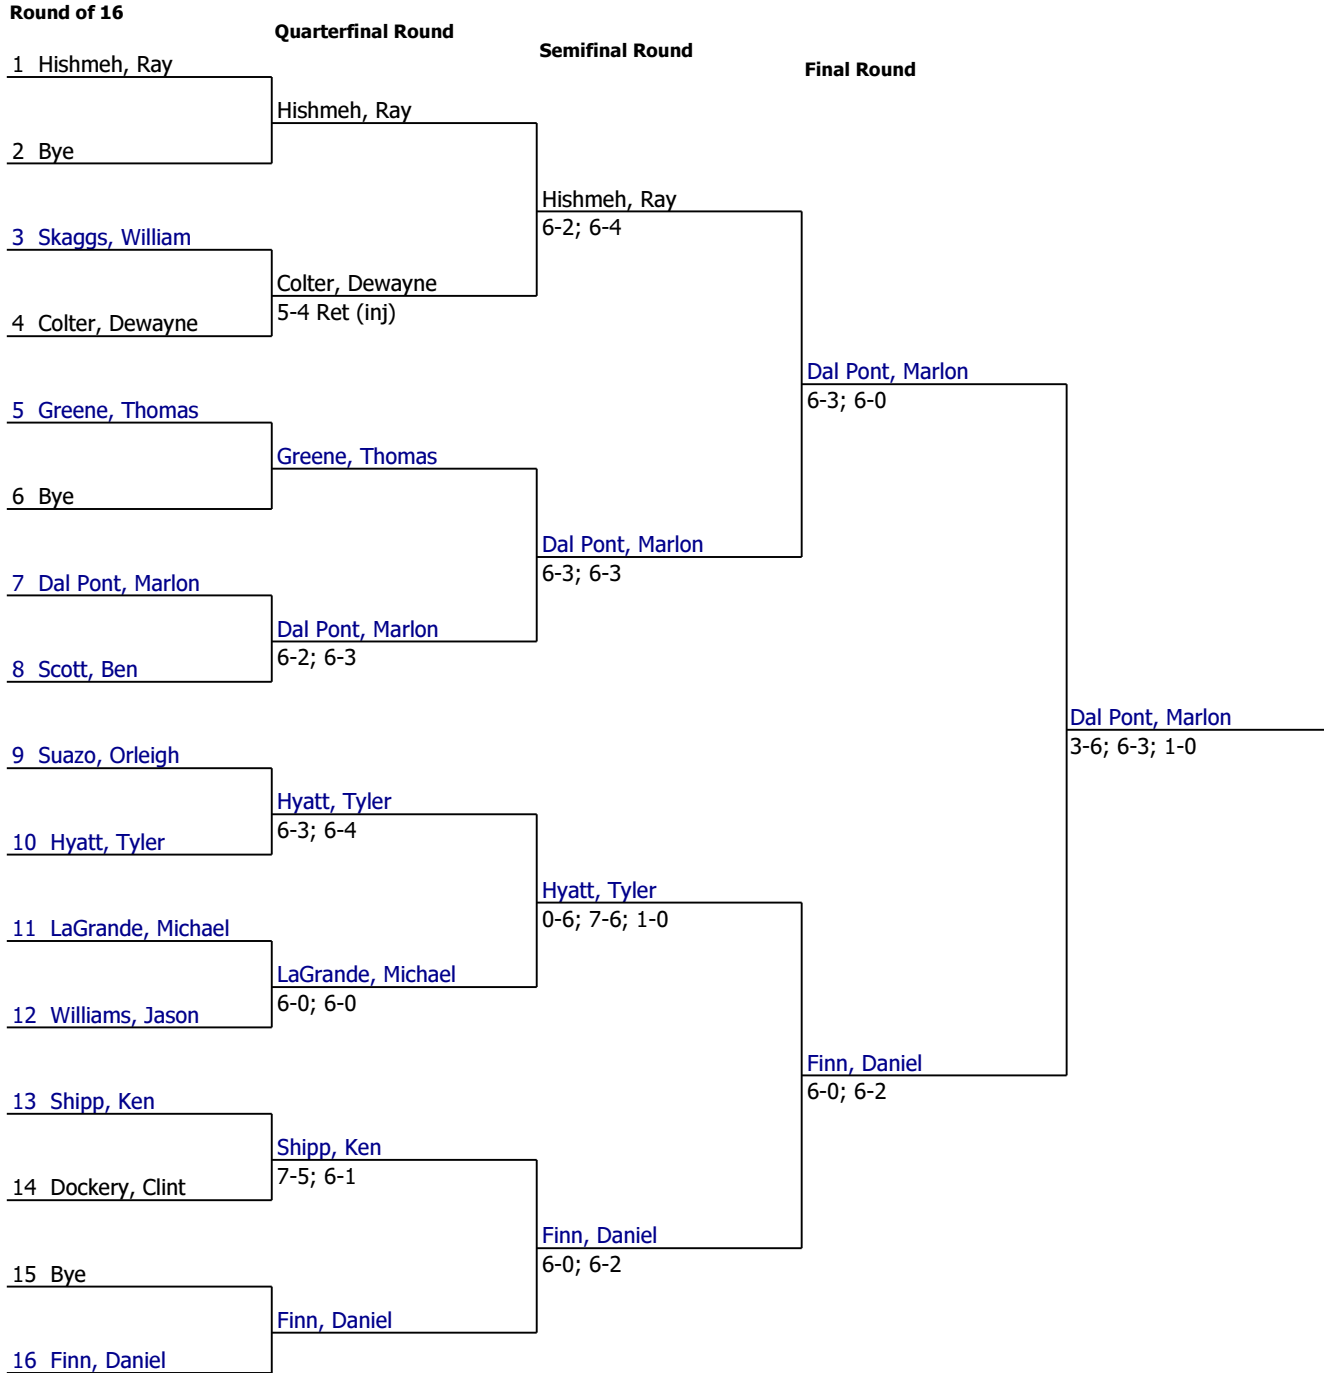 Round of 16
Quarterfinal Round
Semifinal Round
Final Round
1 Hishmeh, Ray
Hishmeh, Ray
2 Bye
Hishmeh, Ray
6-2; 6-4
3 Skaggs, William
Colter, Dewayne
5-4 Ret (inj)
4 Colter, Dewayne
Dal Pont, Marlon
6-3; 6-0
5 Greene, Thomas
Greene, Thomas
6 Bye
Dal Pont, Marlon
6-3; 6-3
7 Dal Pont, Marlon
Dal Pont, Marlon
6-2; 6-3
8 Scott, Ben
Dal Pont, Marlon
3-6; 6-3; 1-0
9 Suazo, Orleigh
Hyatt, Tyler
6-3; 6-4
10 Hyatt, Tyler
Hyatt, Tyler
0-6; 7-6; 1-0
11 LaGrande, Michael
LaGrande, Michael
6-0; 6-0
12 Williams, Jason
Finn, Daniel
6-0; 6-2
13 Shipp, Ken
Shipp, Ken
7-5; 6-1
14 Dockery, Clint
Finn, Daniel
6-0; 6-2
15 Bye
Finn, Daniel
16 Finn, Daniel